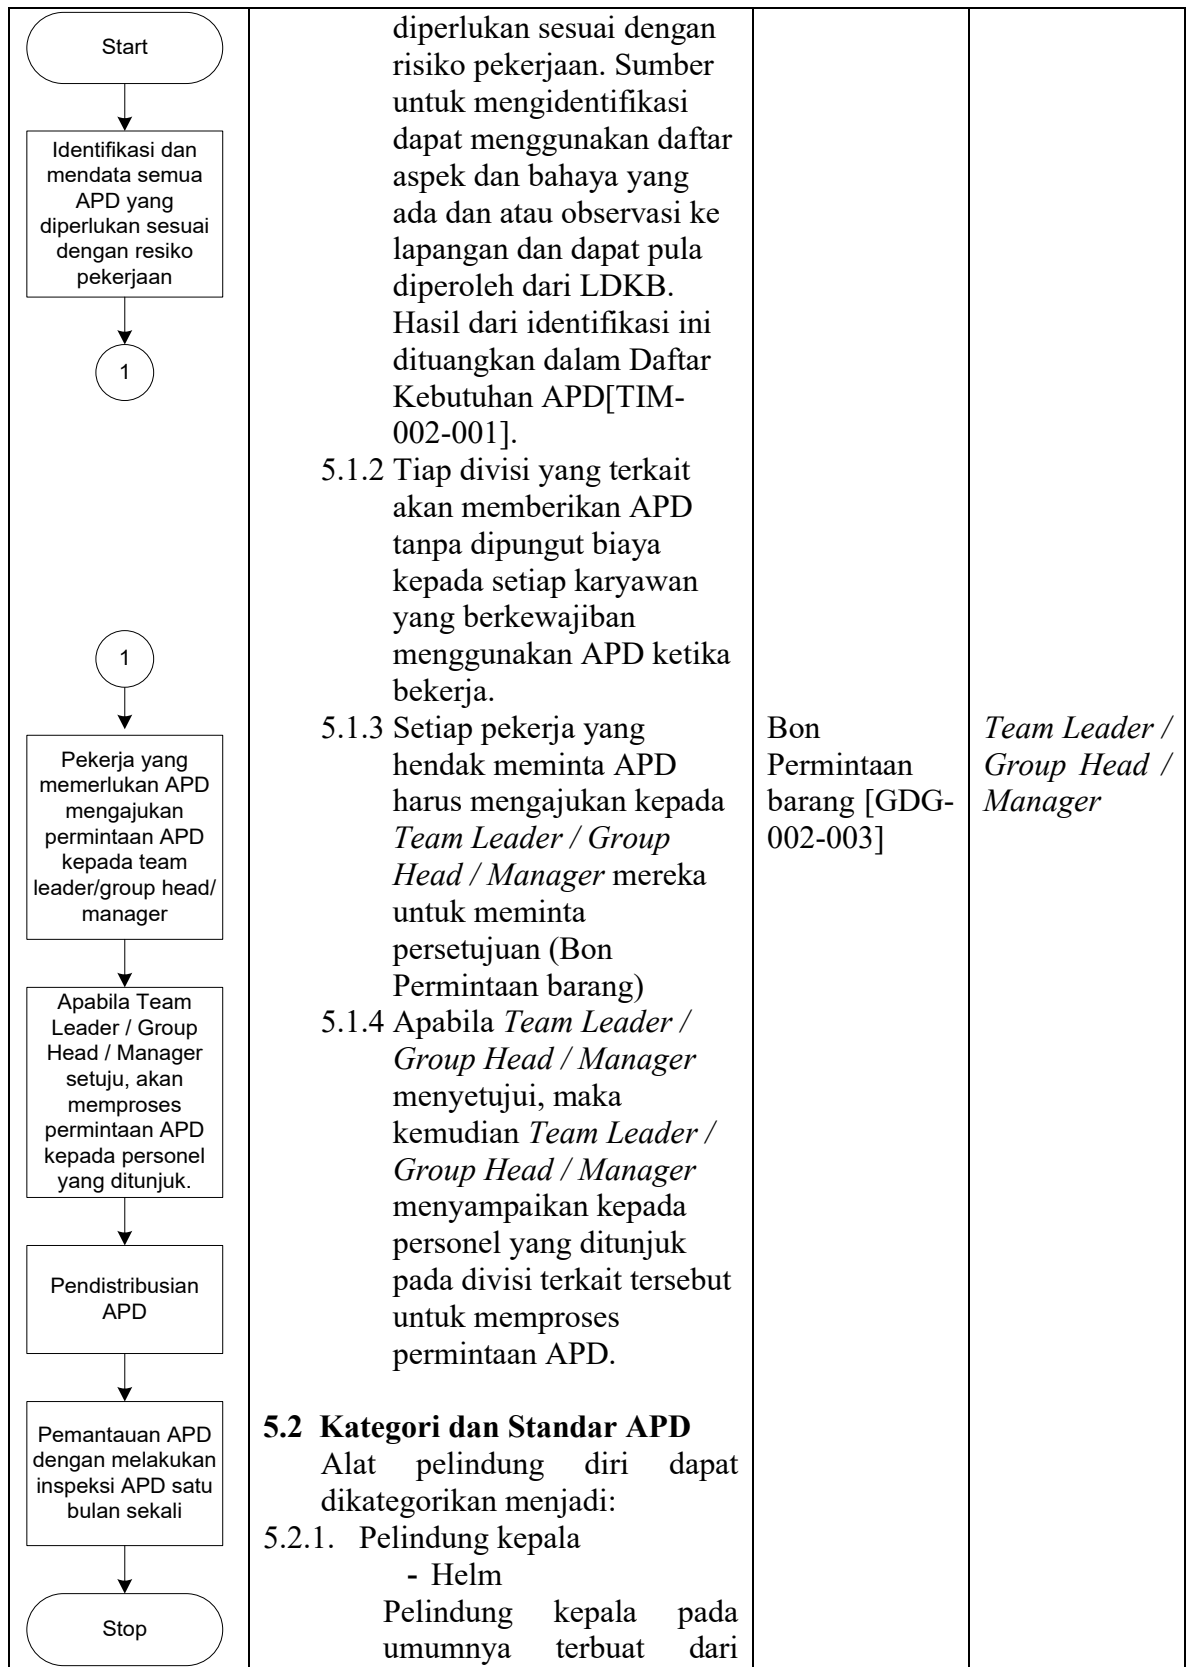 Start
Identifikasi dan
mendata semua
APD yang
diperlukan sesuai
dengan resiko
pekerjaan
1
1
Pekerja yang
memerlukan APD
mengajukan
permintaan APD
kepada team
leader/group head/
manager
Apabila Team
Leader / Group
Head / Manager
setuju, akan
memproses
permintaan APD
kepada personel
yang ditunjuk.
Pendistribusian
APD
Pemantauan APD
dengan melakukan
inspeksi APD satu
bulan sekali
Stop
diperlukan sesuai dengan
risiko pekerjaan. Sumber
untuk mengidentifikasi
dapat menggunakan daftar
aspek dan bahaya yang
ada dan atau observasi ke
lapangan dan dapat pula
diperoleh dari LDKB.
Hasil dari identifikasi ini
dituangkan dalam Daftar
Kebutuhan APD[TIM-
002-001].
5.1.2 Tiap divisi yang terkait
akan memberikan APD
tanpa dipungut biaya
kepada setiap karyawan
yang berkewajiban
menggunakan APD ketika
bekerja.
5.1.3 Setiap pekerja yang
hendak meminta APD
harus mengajukan kepada
Team Leader / Group
Head / Manager mereka
untuk meminta
persetujuan (Bon
Permintaan barang)
5.1.4 Apabila Team Leader /
Group Head / Manager
menyetujui, maka
kemudian Team Leader /
Group Head / Manager
menyampaikan kepada
personel yang ditunjuk
pada divisi terkait tersebut
untuk memproses
permintaan APD.
5.2 Kategori dan Standar APD
Alat pelindung diri dapat
dikategorikan menjadi:
5.2.1. Pelindung kepala
- Helm
Pelindung kepala pada
umumnya terbuat dari
Bon
Permintaan
barang [GDG-
002-003]
Team Leader /
Group Head /
Manager